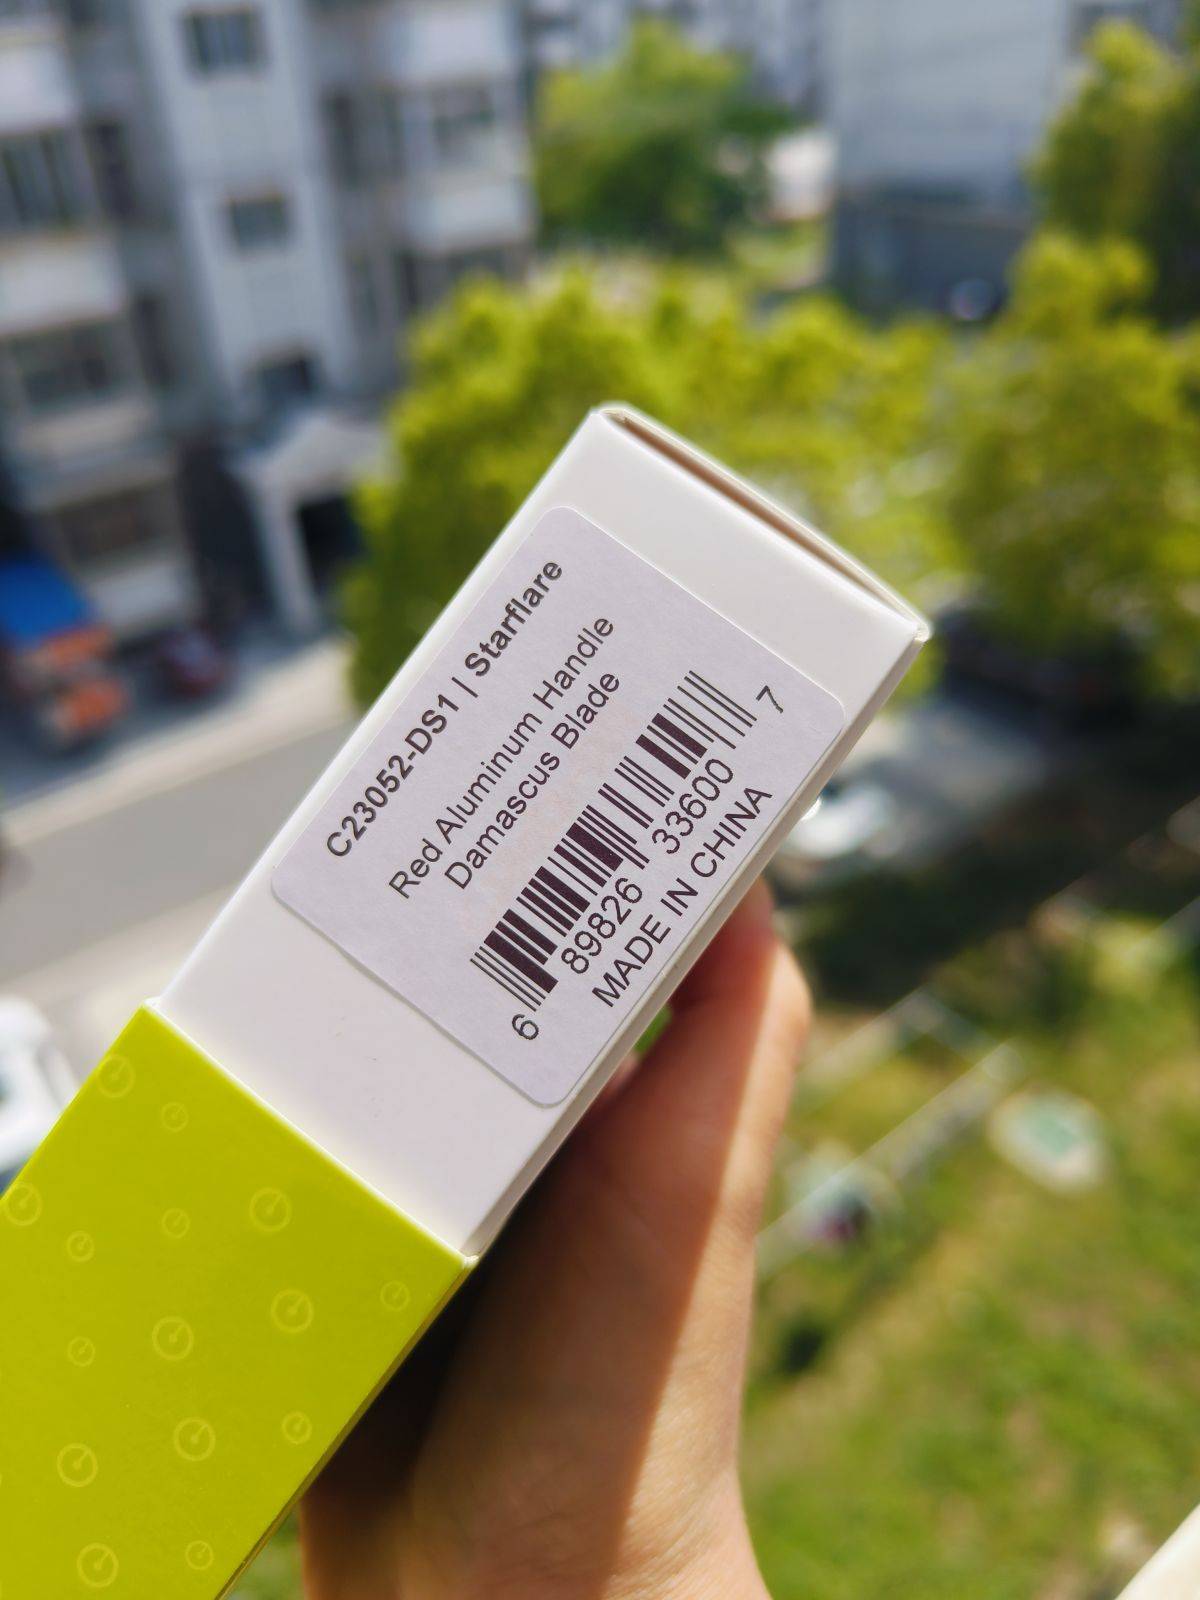 C23052-DS1 | Starflare
Red Aluminum Handle
Damascus Blade
6 89826 33600 7
MADE IN CHINA